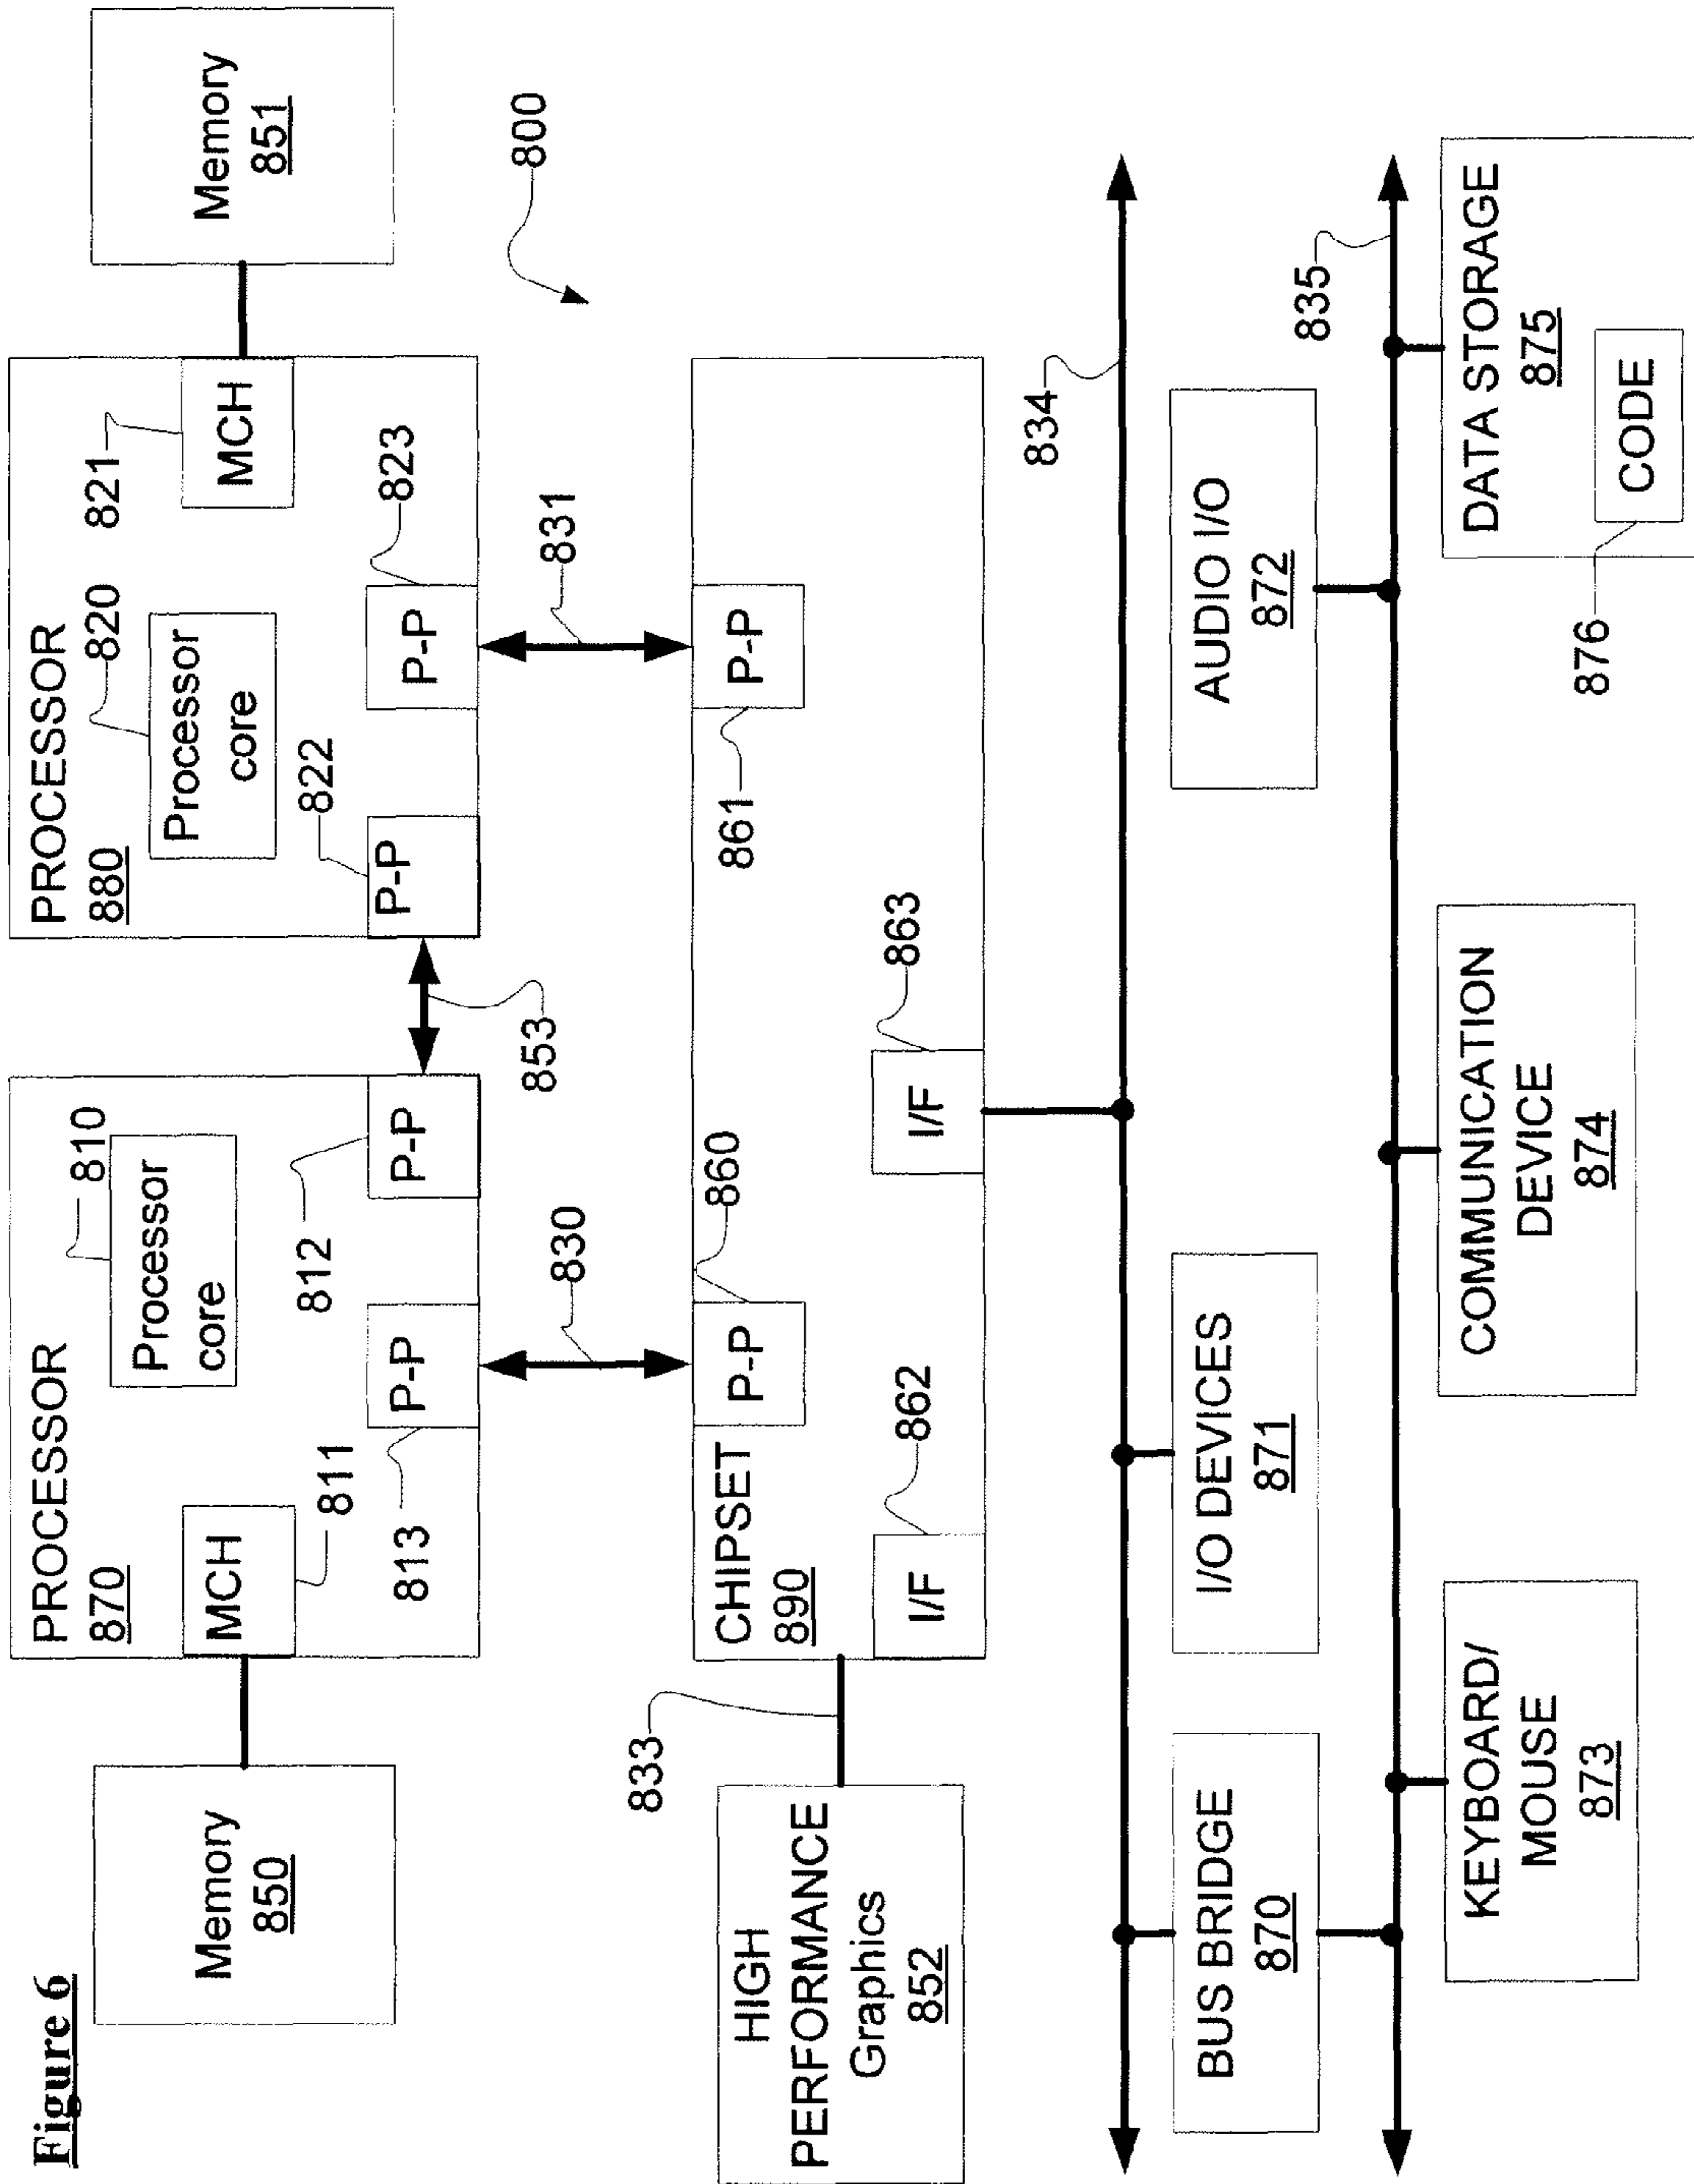 Figure 6
Memory
850
PROCESSOR
870
Processor
core
810
MCH
811
P-P
813
P-P
812
853
PROCESSOR
880
Processor
core
820
MCH
821
P-P
822
P-P
823
Memory
851
800
830
831
HIGH
PERFORMANCE
Graphics
852
833
CHIPSET
890
P-P
860
P-P
861
I/F
862
I/F
863
834
BUS BRIDGE
870
I/O DEVICES
871
AUDIO I/O
872
835
KEYBOARD/
MOUSE
873
COMMUNICATION
DEVICE
874
DATA STORAGE
875
CODE
876